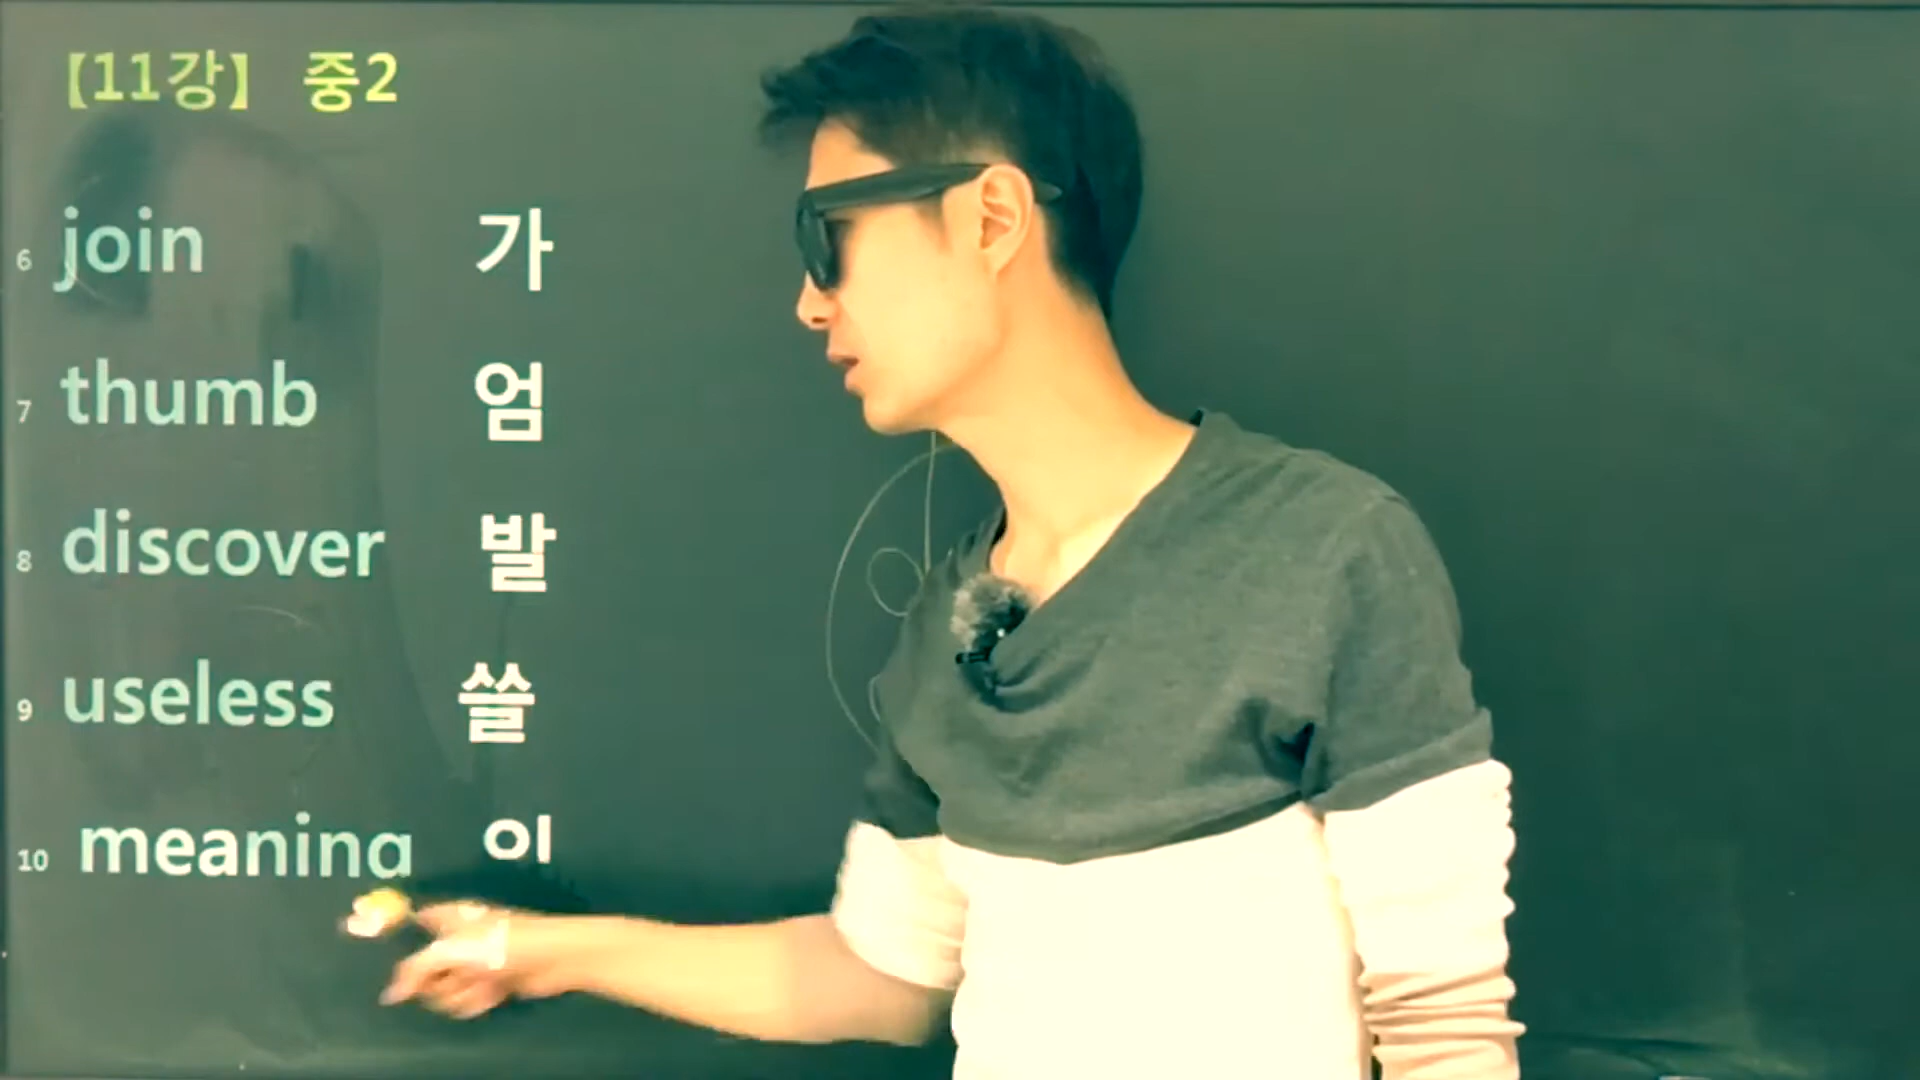 【11강】 중2
6 join 가
7 thumb 엄
8 discover 발
9 useless 쓸
10 meaning